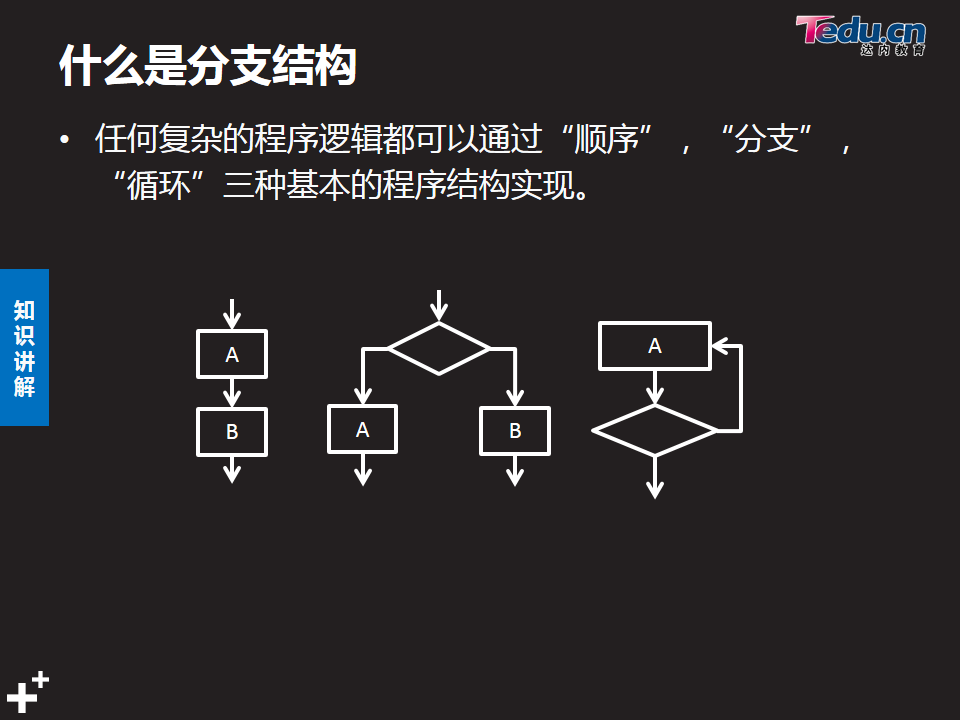 什么是分支结构
Tedu.cn
达内教育
• 任何复杂的程序逻辑都可以通过“顺序”，“分支”，
“循环”三种基本的程序结构实现。
知识讲解
A
B
A
B
A